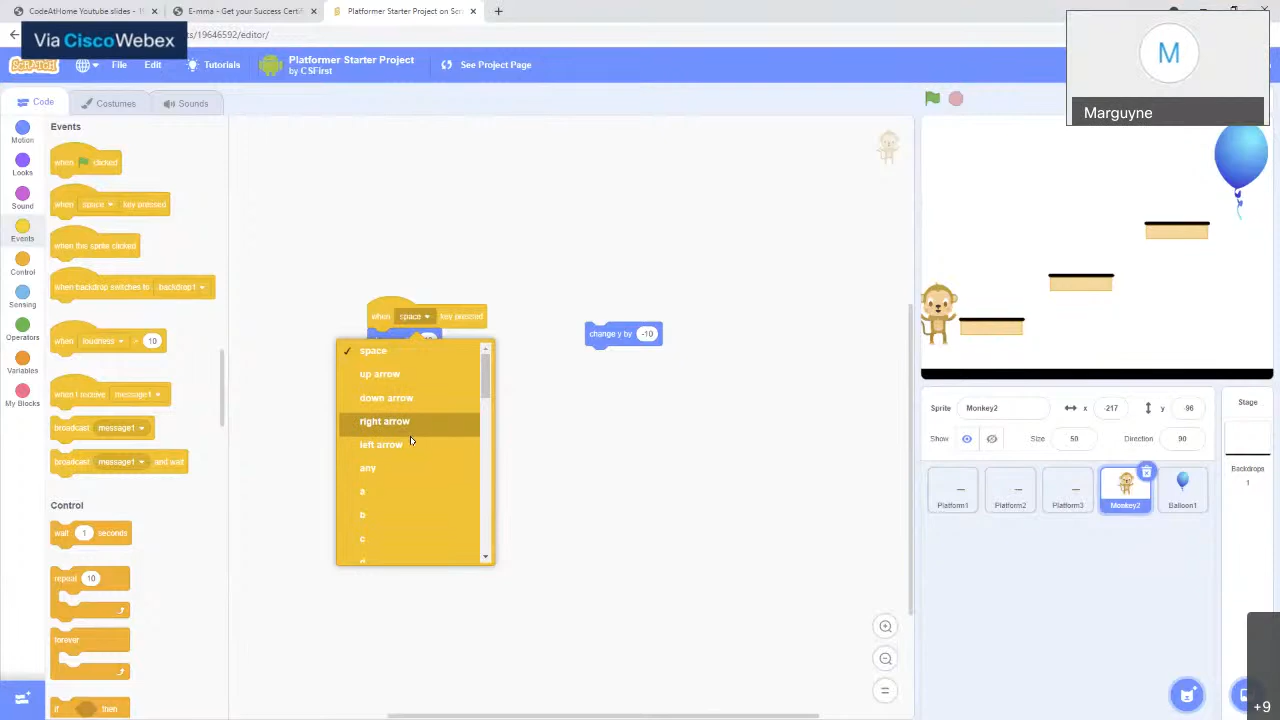 CodeAtHome Youtube slides - 1
E-mma - Get your Success Certifi
Platformer Starter Project on Scr
ts/19646592/editor/
Via CiscoWebex
SCRATCH
File
Edit
Tutorials
Platformer Starter Project
by CSFirst
See Project Page
M
Marguyne
Code
Costumes
Sounds
Motion
Looks
Sound
Events
Control
Sensing
Operators
Variables
My Blocks
Events
when clicked
when space key pressed
when this sprite clicked
when backdrop switches to backdrop1
when loudness > 10
when I receive message1
broadcast message1
broadcast message1 and wait
Control
wait 1 seconds
repeat 10
forever
if then
when space key pressed
change y by -10
space
up arrow
down arrow
right arrow
left arrow
any
a
b
c
d
Sprite
Monkey2
x
-217
y
-96
Show
Size
50
Direction
90
Platform1
Platform2
Platform3
Monkey2
Balloon1
Stage
Backdrops
1
+9